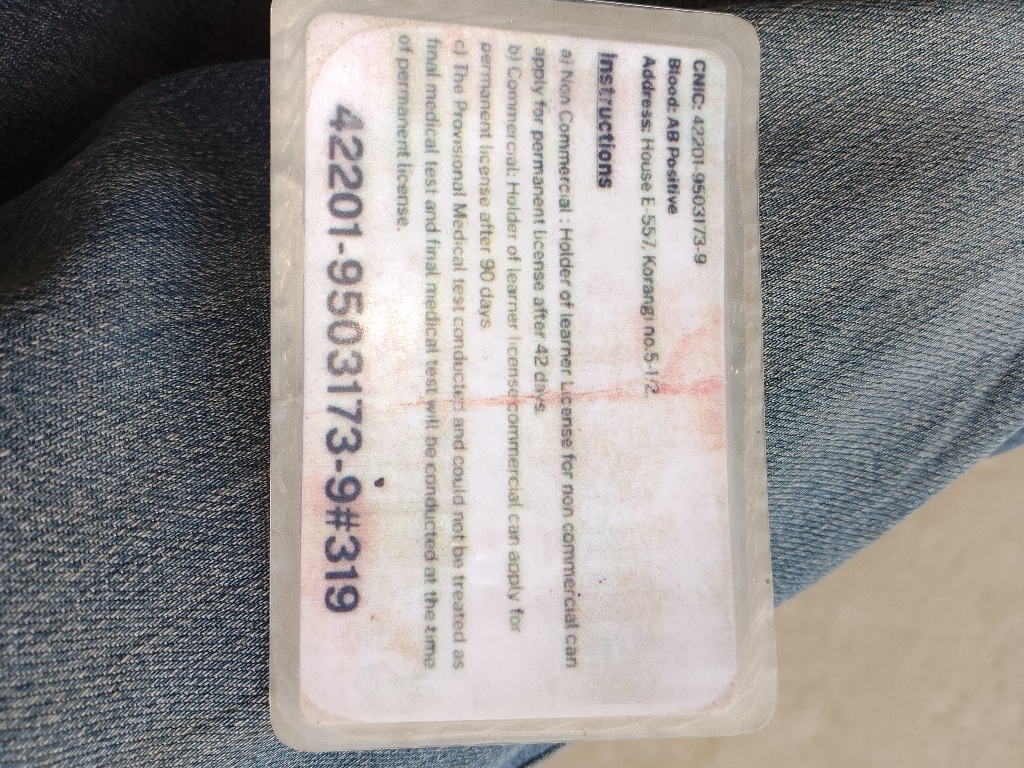 CNIC: 42201-9503173-9
Blood: AB Positive
Address: House E-557, Korangi no.5-1/2
Instructions
a) Non Commercial : Holder of learner License for non commercial can
apply for permanent license after 42 days.
b) Commercial: Holder of learner license commercial can apply for
permanent license after 90 days.
c) The Provisional Medical test conducted and could not be treated as
final medical test and final medical test will be conducted at the time
of permanent license.
42201-9503173-9#319